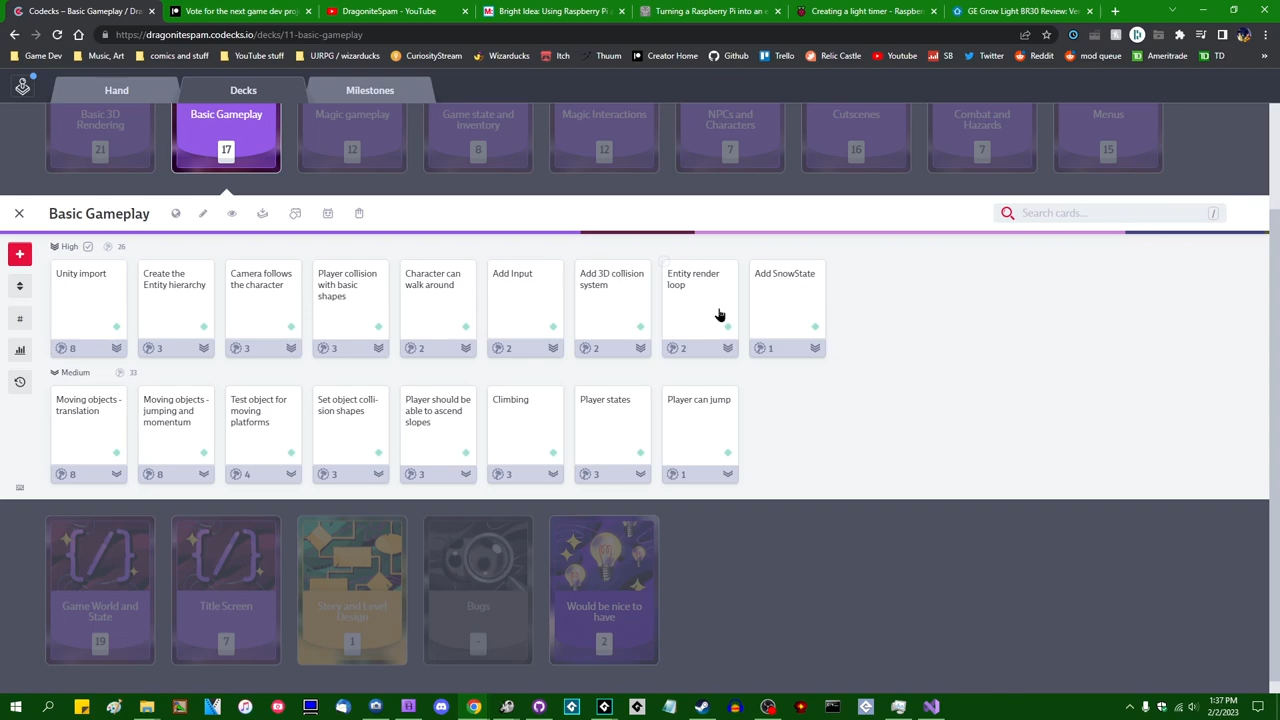 Codecks | DragoniteSpam - D
Vote for the next game dev proj
DragoniteSpam - YouTube
Bright Idea: Using Raspberry Pi a
Turning a Raspberry Pi into an e
Creating a light timer - Raspber
GE Grow Light BR30 Review: Ver
https://dragonitespam.codecks.io/decks/11-basic-gameplay
Game Dev
Music, Art
comics and stuff
YouTube stuff
UJRPG / wizarducks
CuriosityStream
Wizarducks
Itch
Thuum
Creator Home
Github
Trello
Relic Castle
Youtube
SB
Twitter
Reddit
mod queue
Ameritrade
TD
Hand
Decks
Milestones
Basic 3D Rendering
21
Basic Gameplay
17
Magic gameplay
12
Game state and inventory
8
Magic Interactions
12
NPCs and Characters
7
Cutscenes
16
Combat and Hazards
7
Menus
15
Basic Gameplay
Search cards...
/
High
26
Unity import
8
Create the Entity hierarchy
3
Camera follows the character
3
Player collision with basic shapes
3
Character can walk around
2
Add Input
2
Add 3D collision system
2
Entity render loop
2
Add SnowState
1
Medium
33
Moving objects - translation
8
Moving objects - jumping and momentum
8
Test object for moving platforms
4
Set object colli- sion shapes
3
Player should be able to ascend slopes
3
Climbing
3
Player states
3
Player can jump
1
Game World and State
19
Title Screen
7
Story and Level Design
1
Bugs
-
Would be nice to have
2
1:37 PM
2/2/2023